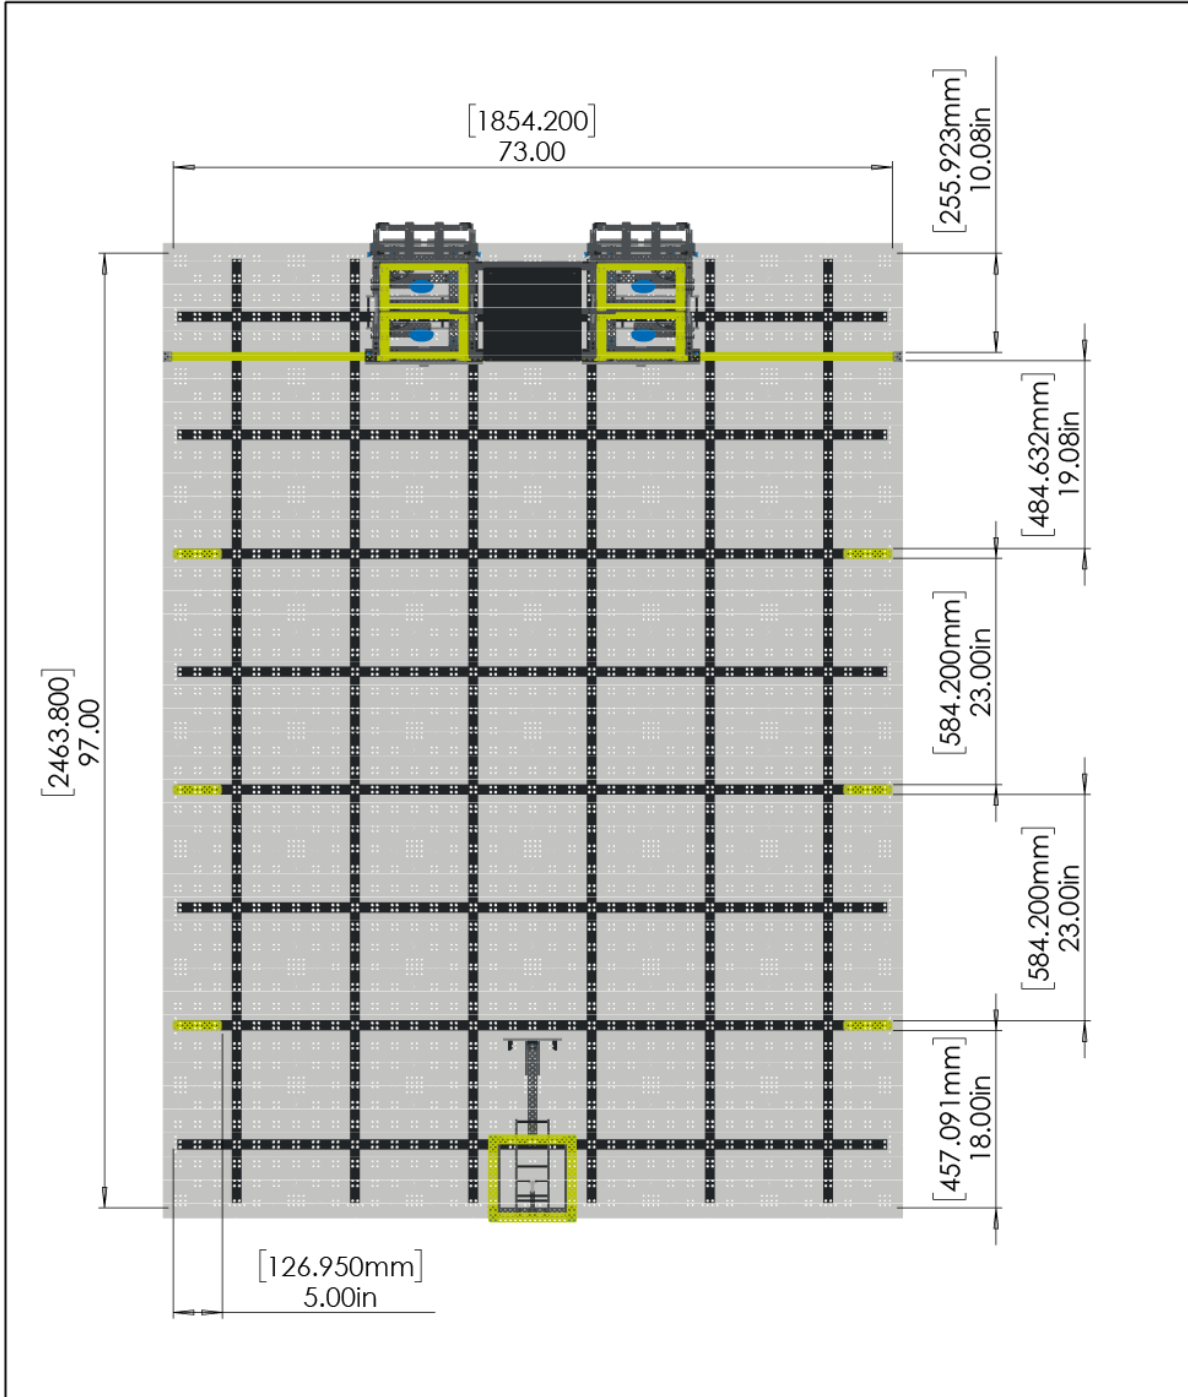 [1854.200]
73.00
[255.923mm]
10.08in
[484.632mm]
19.08in
[584.200mm]
23.00in
[2463.800]
97.00
[584.200mm]
23.00in
[457.091mm]
18.00in
[126.950mm]
5.00in